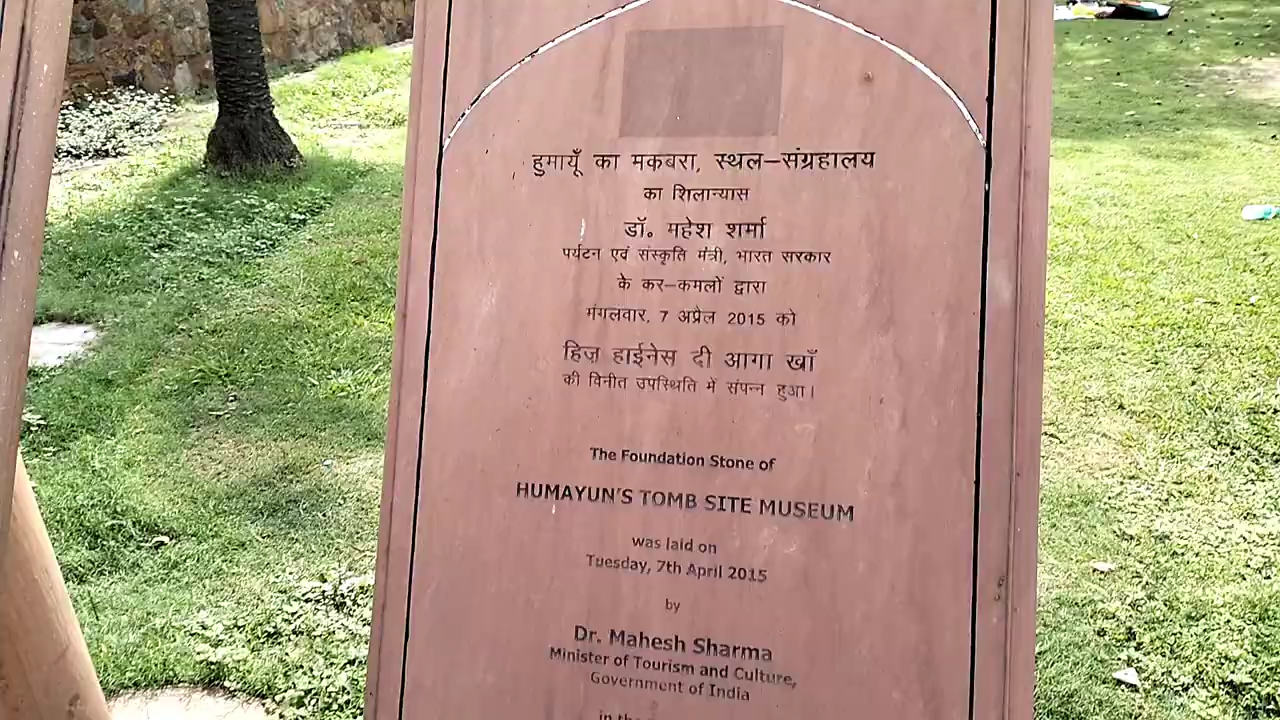 हुमायूँ का मकबरा, स्थल–संग्रहालय
का शिलान्यास
डॉ. महेश शर्मा
पर्यटन एवं संस्कृति मंत्री, भारत सरकार
के कर–कमलों द्वारा
मंगलवार, 7 अप्रैल 2015 को
हिज़ हाईनेस दी आगा खाँ
की विनीत उपस्थिति में संपन्न हुआ।
The Foundation Stone of
HUMAYUN'S TOMB SITE MUSEUM
was laid on
Tuesday, 7th April 2015
by
Dr. Mahesh Sharma
Minister of Tourism and Culture,
Government of India
in the